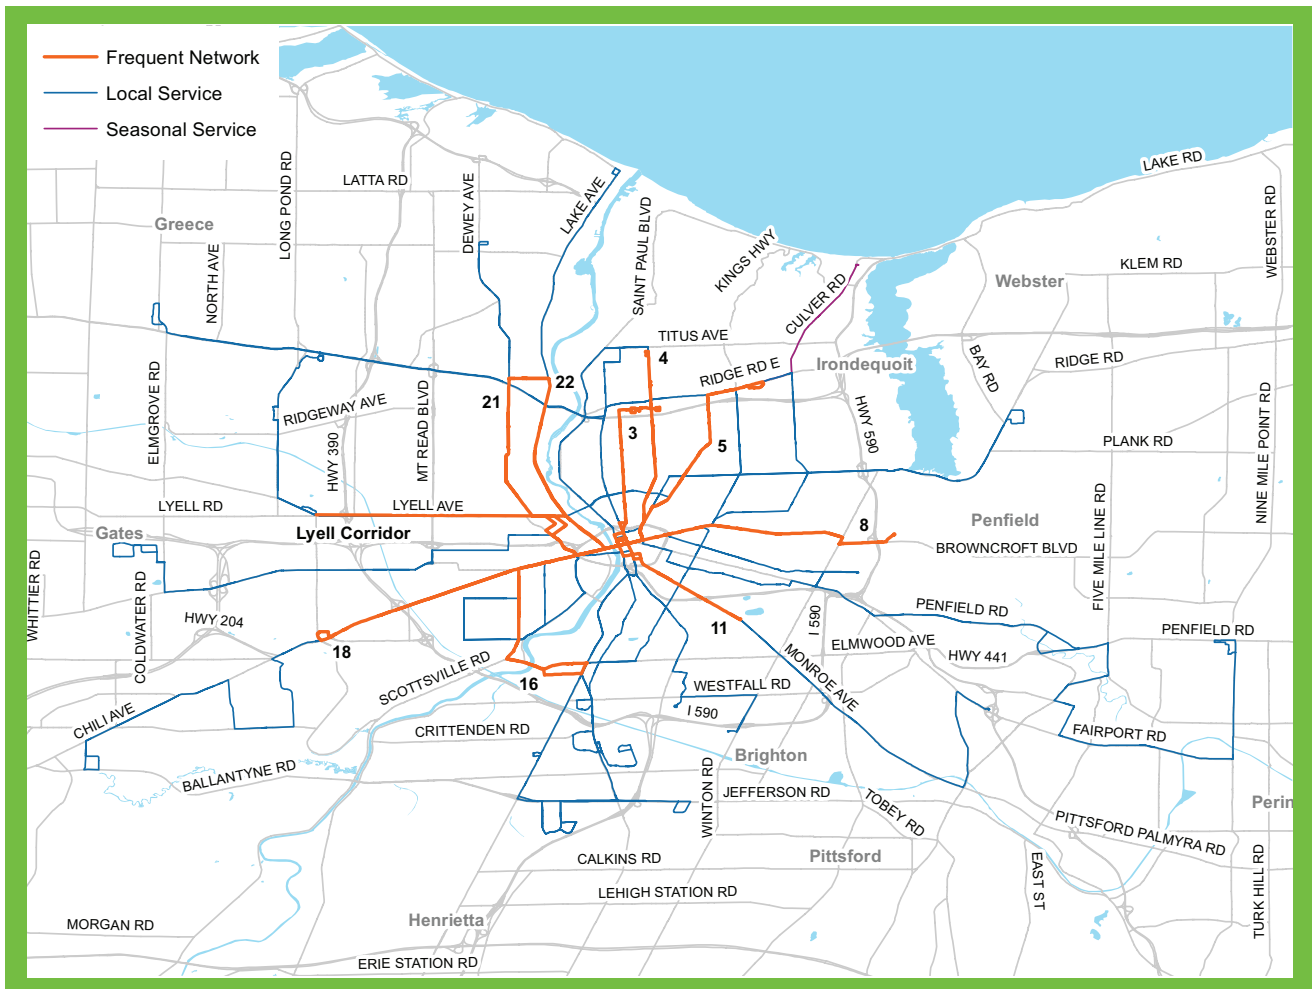 Frequent Network
Local Service
Seasonal Service
LAKE RD
LONG POND RD
LATTA RD
DEWEY AVE
LAKE AVE
SAINT PAUL BLVD
WEBSTER RD
Greece
NORTH AVE
KINGS HWY
KLEM RD
CULVER RD
Webster
TITUS AVE
4
RIDGE RD E
Irondequoit
BAY RD
RIDGE RD
22
21
ELMGROVE RD
RIDGEWAY AVE
MT READ BLVD
HWY 390
3
5
HWY 590
PLANK RD
NINE MILE POINT RD
LYELL RD
LYELL AVE
Gates
Lyell Corridor
8
Penfield
BROWNCROFT BLVD
FIVE MILE LINE RD
WHITTIER RD
COLDWATER RD
HWY 204
18
11
I 590
PENFIELD RD
PENFIELD RD
ELMWOOD AVE
HWY 441
SCOTTSVILLE RD
16
WESTFALL RD
MONROE AVE
CHILI AVE
I 590
CRITTENDEN RD
FAIRPORT RD
Brighton
BALLANTYNE RD
WINTON RD
JEFFERSON RD
TOBEY RD
Perin
PITTSFORD PALMYRA RD
CALKINS RD
Pittsford
EAST ST
TURK HILL RD
LEHIGH STATION RD
Henrietta
MORGAN RD
ERIE STATION RD